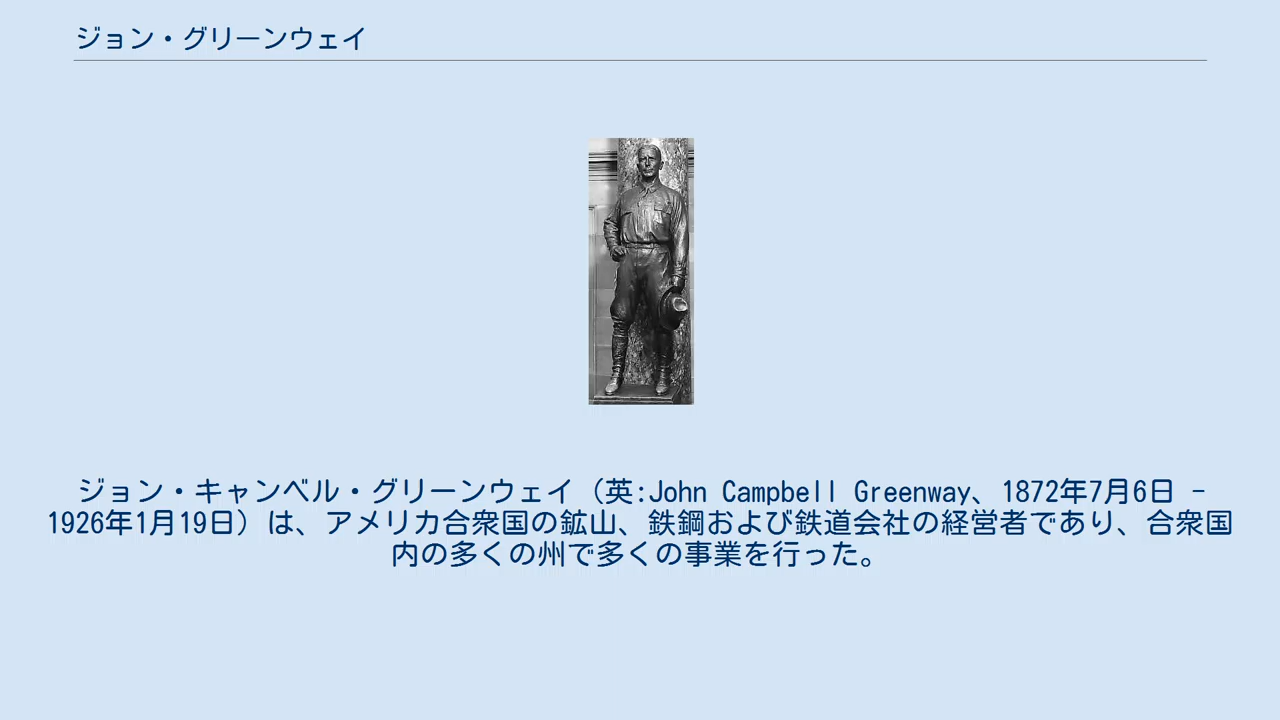 ジョン・グリーンウェイ
ジョン・キャンベル・グリーンウェイ（英:John Campbell Greenway、1872年7月6日 -
1926年1月19日）は、アメリカ合衆国の鉱山、鉄鋼および鉄道会社の経営者であり、合衆国
内の多くの州で多くの事業を行った。